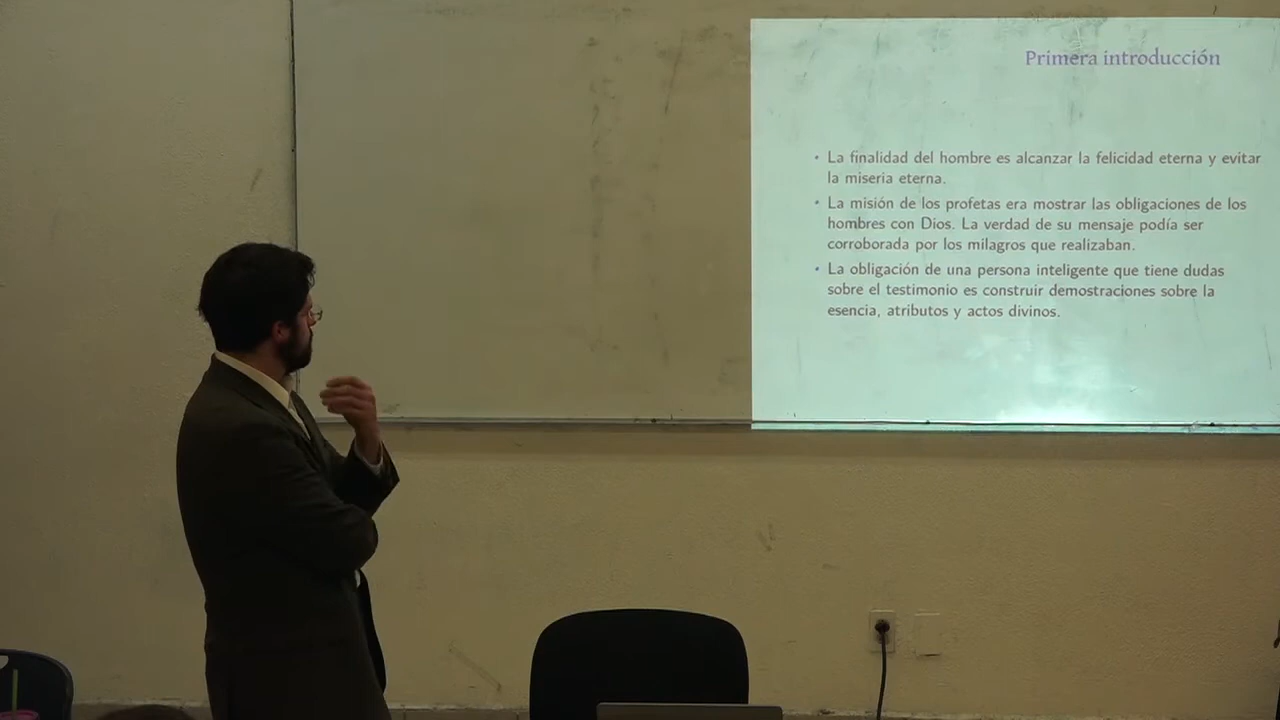 Primera introducción
• La finalidad del hombre es alcanzar la felicidad eterna y evitar
la miseria eterna.
• La misión de los profetas era mostrar las obligaciones de los
hombres con Dios. La verdad de su mensaje podía ser
corroborada por los milagros que realizaban.
• La obligación de una persona inteligente que tiene dudas
sobre el testimonio es construir demostraciones sobre la
esencia, atributos y actos divinos.